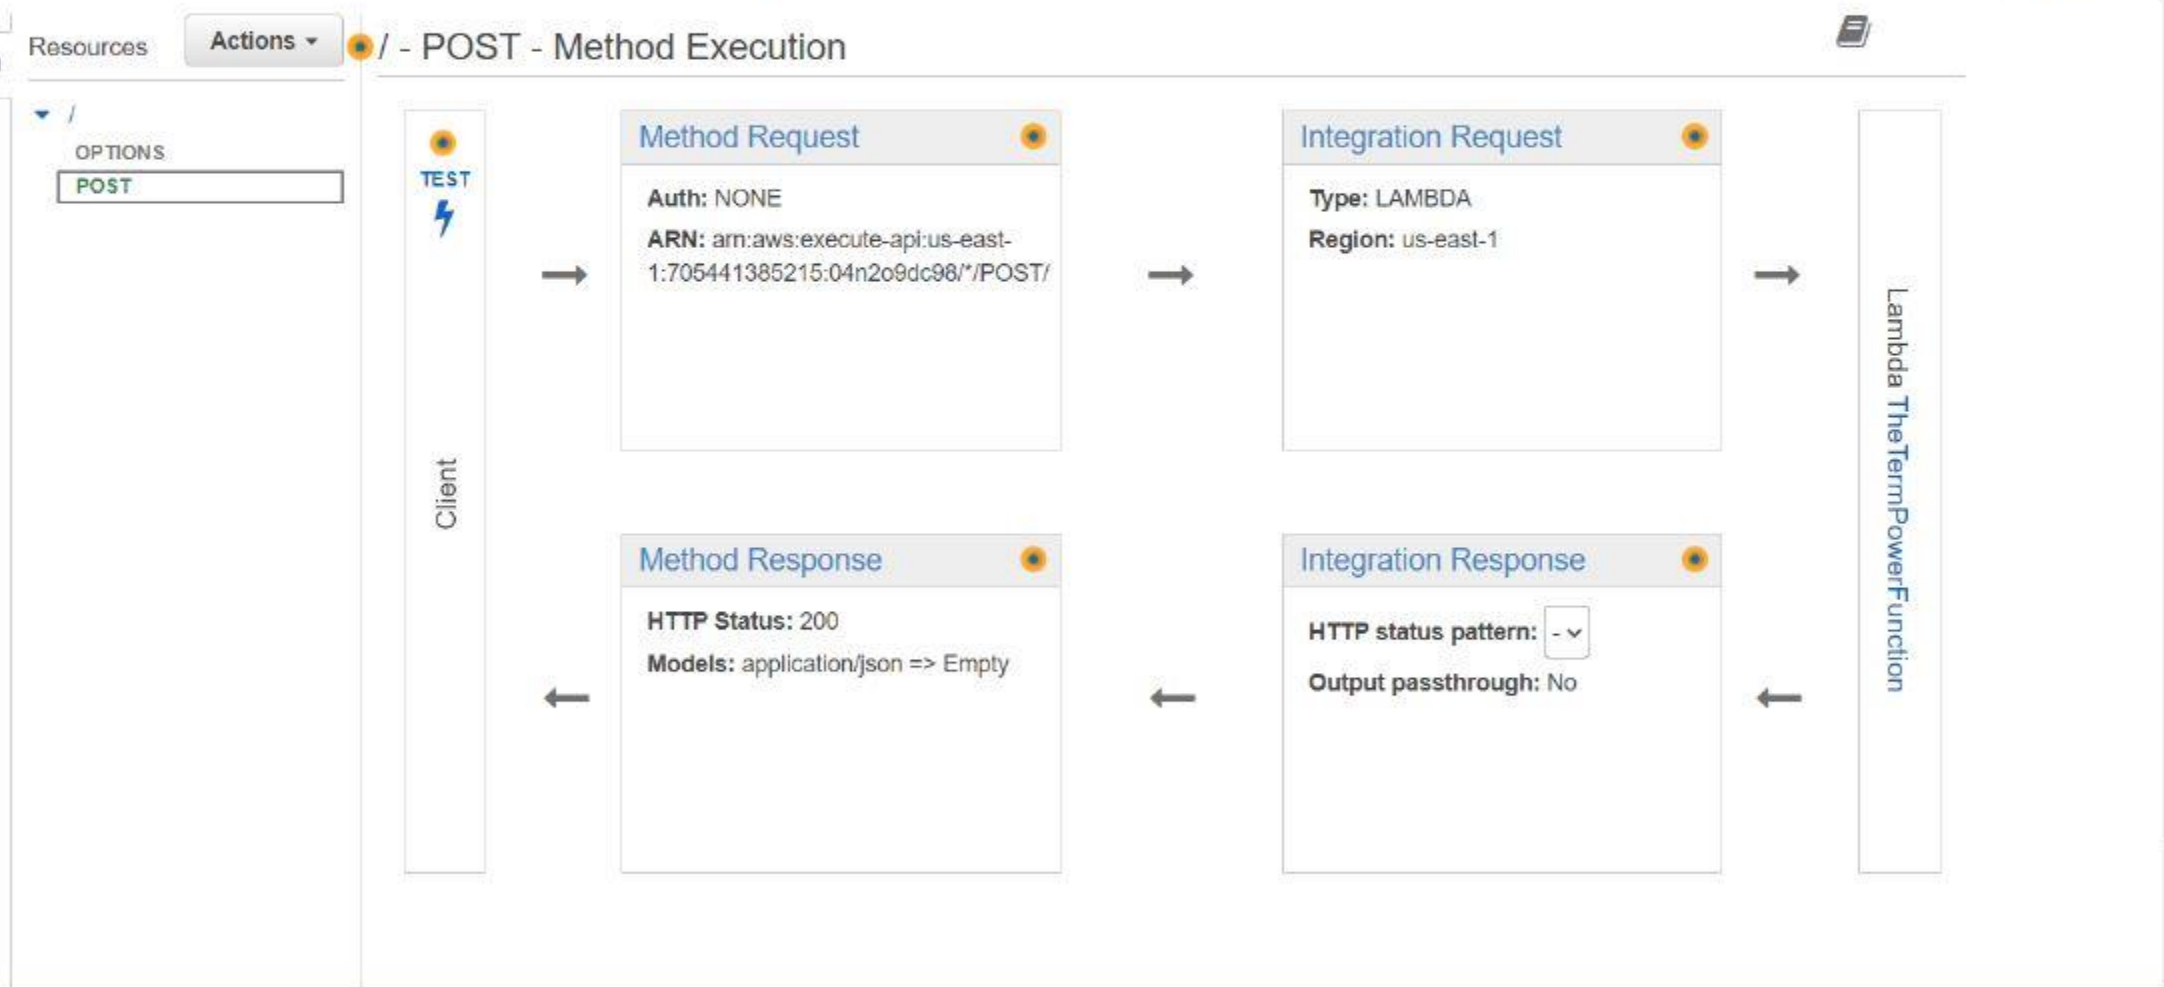 Resources
Actions
/ - POST - Method Execution
/
OPTIONS
POST
TEST
Client
Method Request
Auth: NONE
ARN: arn:aws:execute-api:us-east-
1:705441385215:04n2o9dc98/*/POST/
Integration Request
Type: LAMBDA
Region: us-east-1
Lambda TheTermPowerFunction
Method Response
HTTP Status: 200
Models: application/json => Empty
Integration Response
HTTP status pattern: -
Output passthrough: No